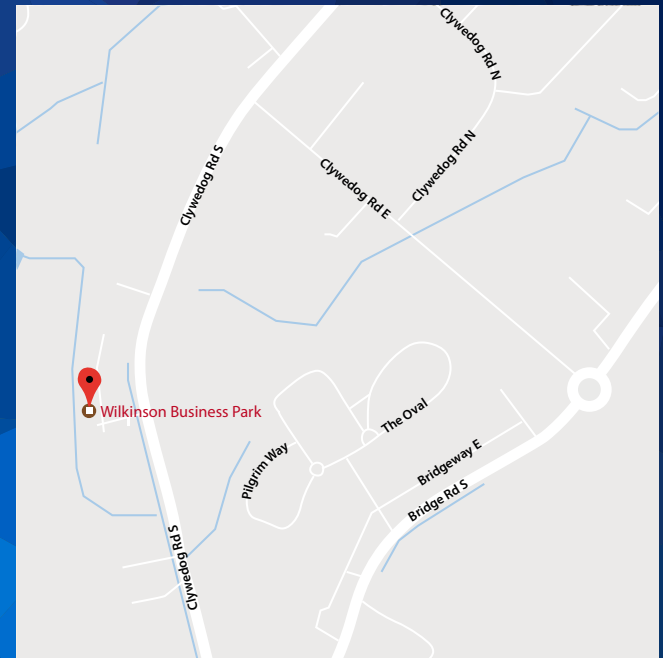 Clywedog Rd N
Clywedog Rd S
Clywedog Rd E
Clywedog Rd N
Wilkinson Business Park
The Oval
Pilgrim Way
Bridgeway E
Bridge Rd S
Clywedog Rd S